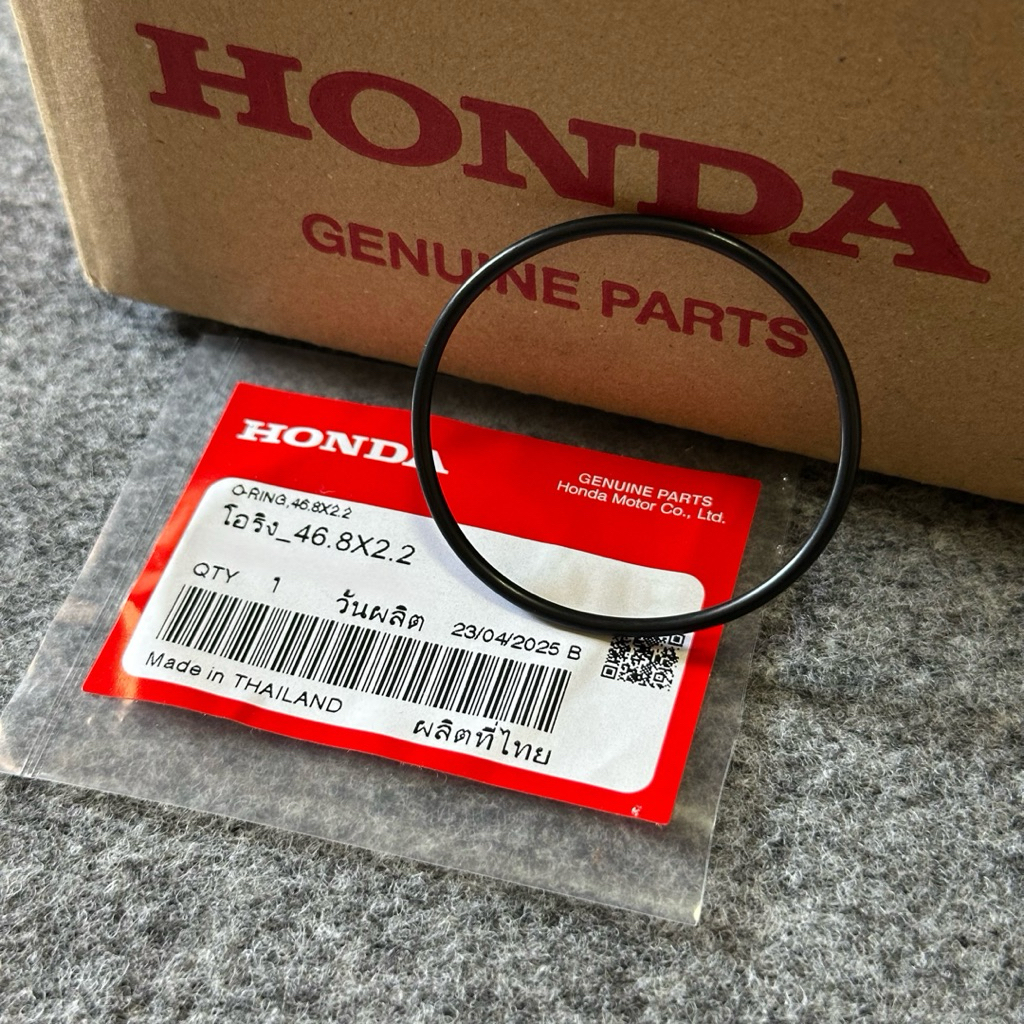 HONDA
GENUINE PARTS
HONDA
GENUINE PARTS
Honda Motor Co., Ltd.
O-RING, 46.8X2.2
โอริง_46.8X2.2
QTY 1 วันผลิต 23/04/2025 B
Made in THAILAND
ผลิตที่ไทย